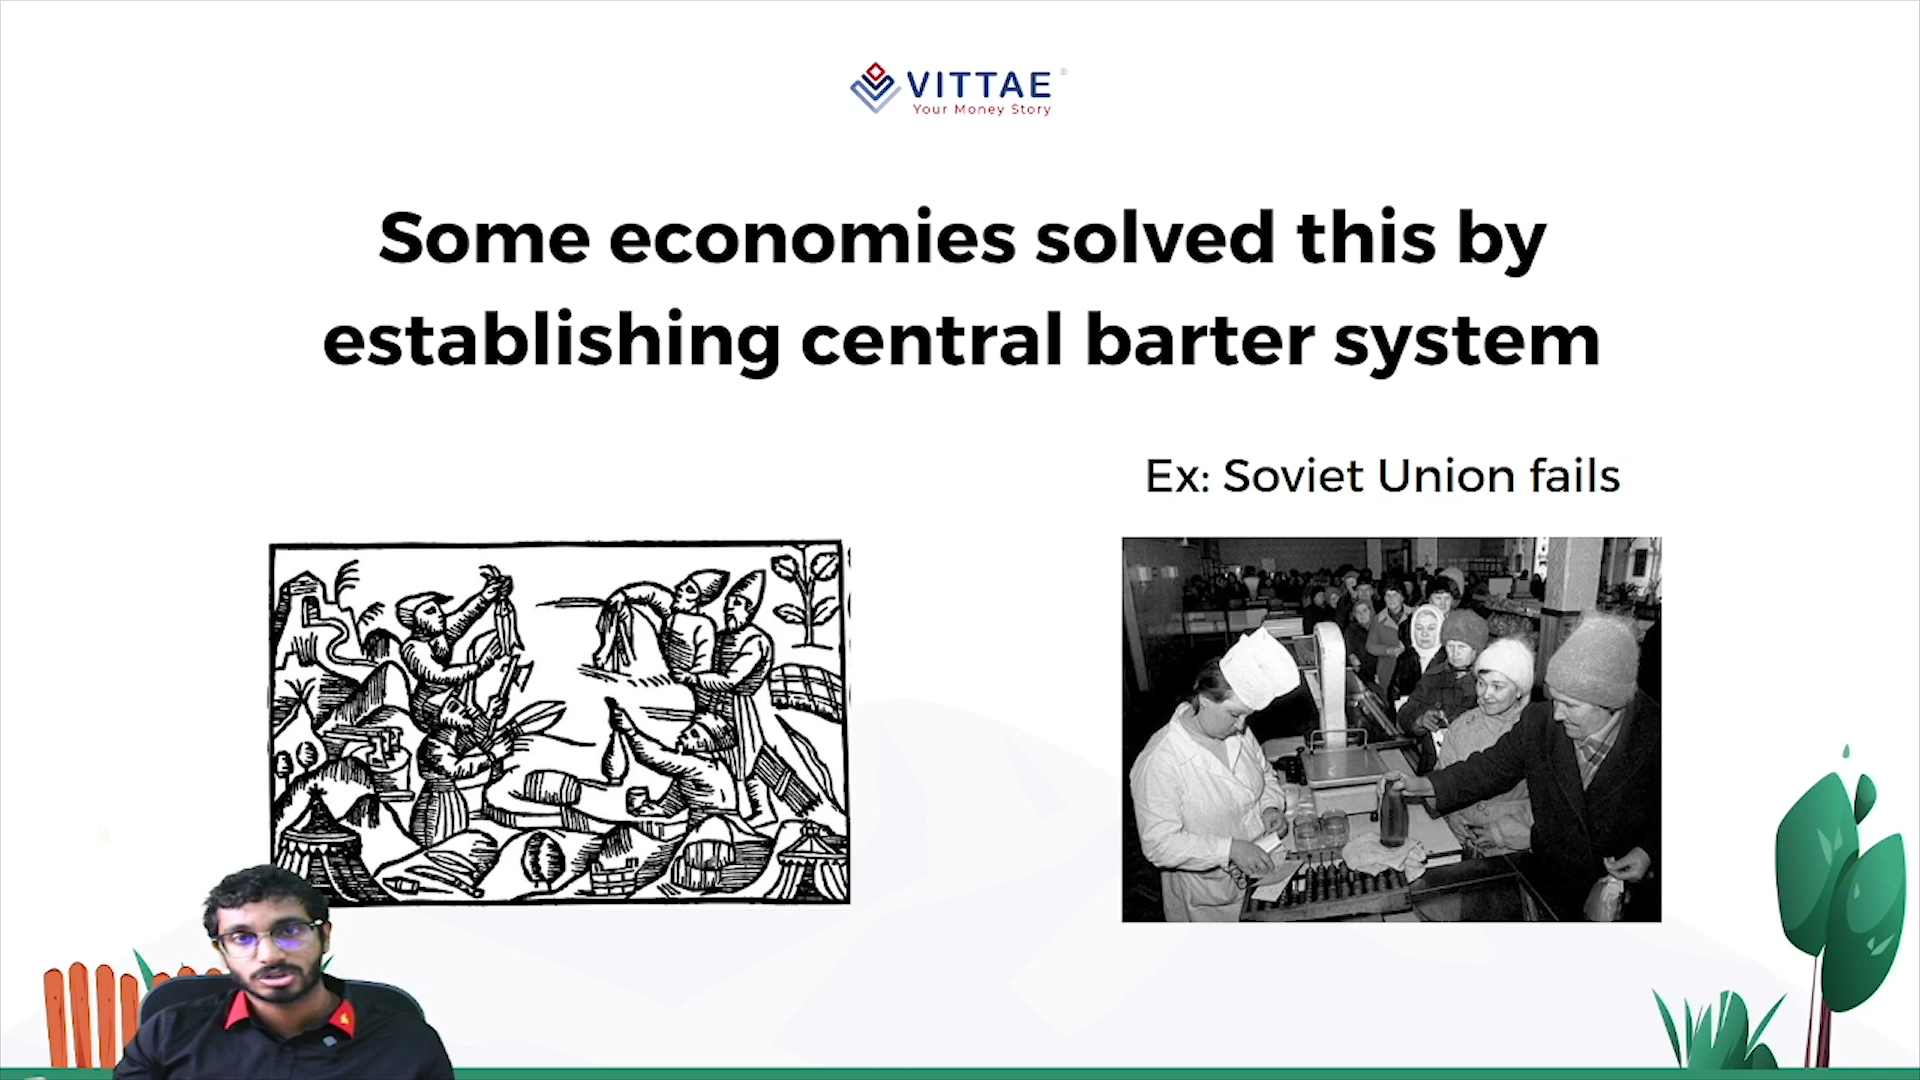 VITTAE
Your Money Story
Some economies solved this by
establishing central barter system
Ex: Soviet Union fails